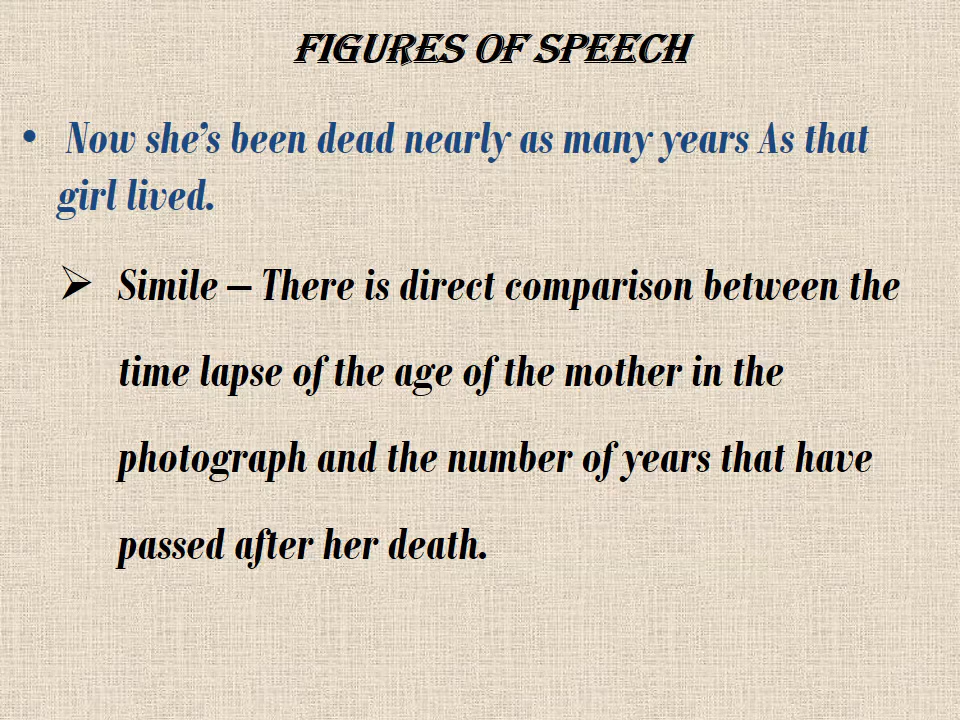 FIGURES OF SPEECH
• Now she’s been dead nearly as many years As that
girl lived.
➢ Simile – There is direct comparison between the
time lapse of the age of the mother in the
photograph and the number of years that have
passed after her death.